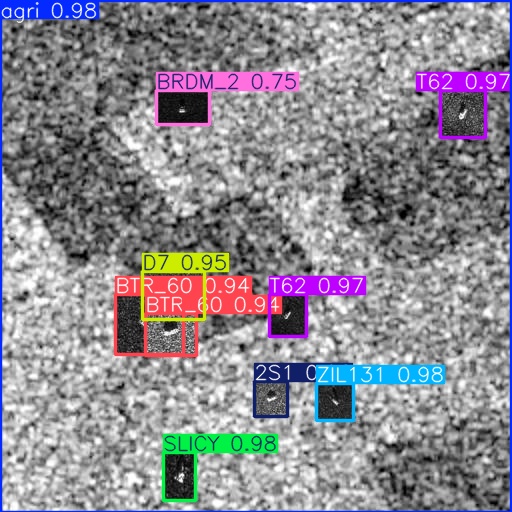 agri 0.98
BRDM_2 0.75
T62 0.97
D7 0.95
BTR_60 0.94
BTR_60 0.94
T62 0.97
2S1
ZIL131 0.98
SLICY 0.98